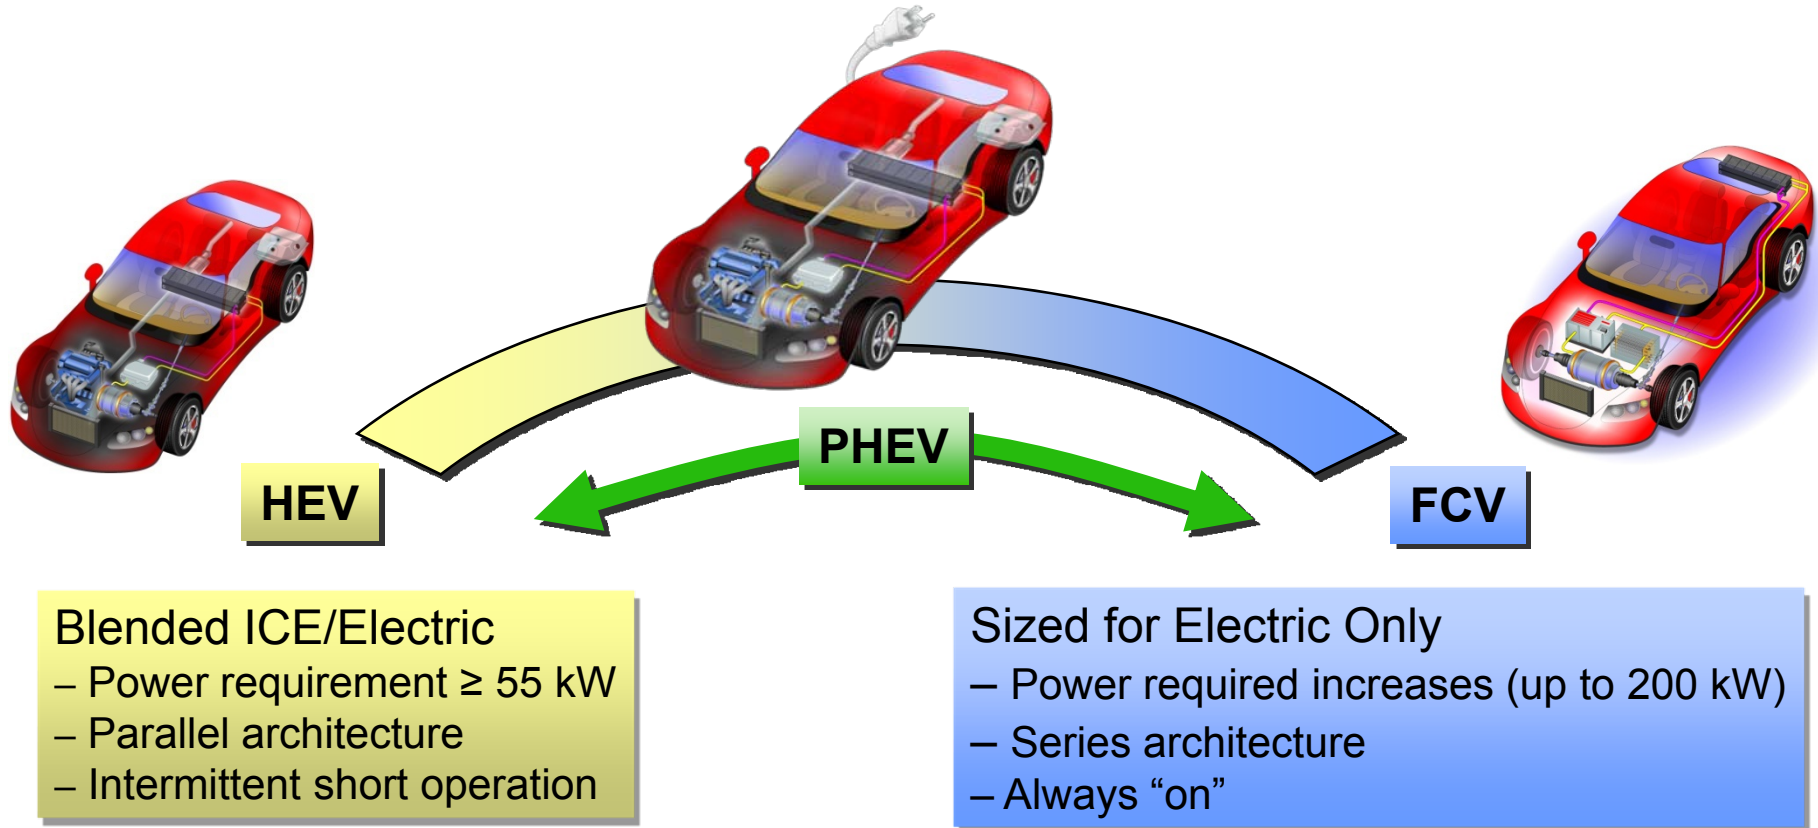 PHEV
HEV
FCV
Blended ICE/Electric
– Power requirement ≥ 55 kW
– Parallel architecture
– Intermittent short operation
Sized for Electric Only
– Power required increases (up to 200 kW)
– Series architecture
– Always “on”